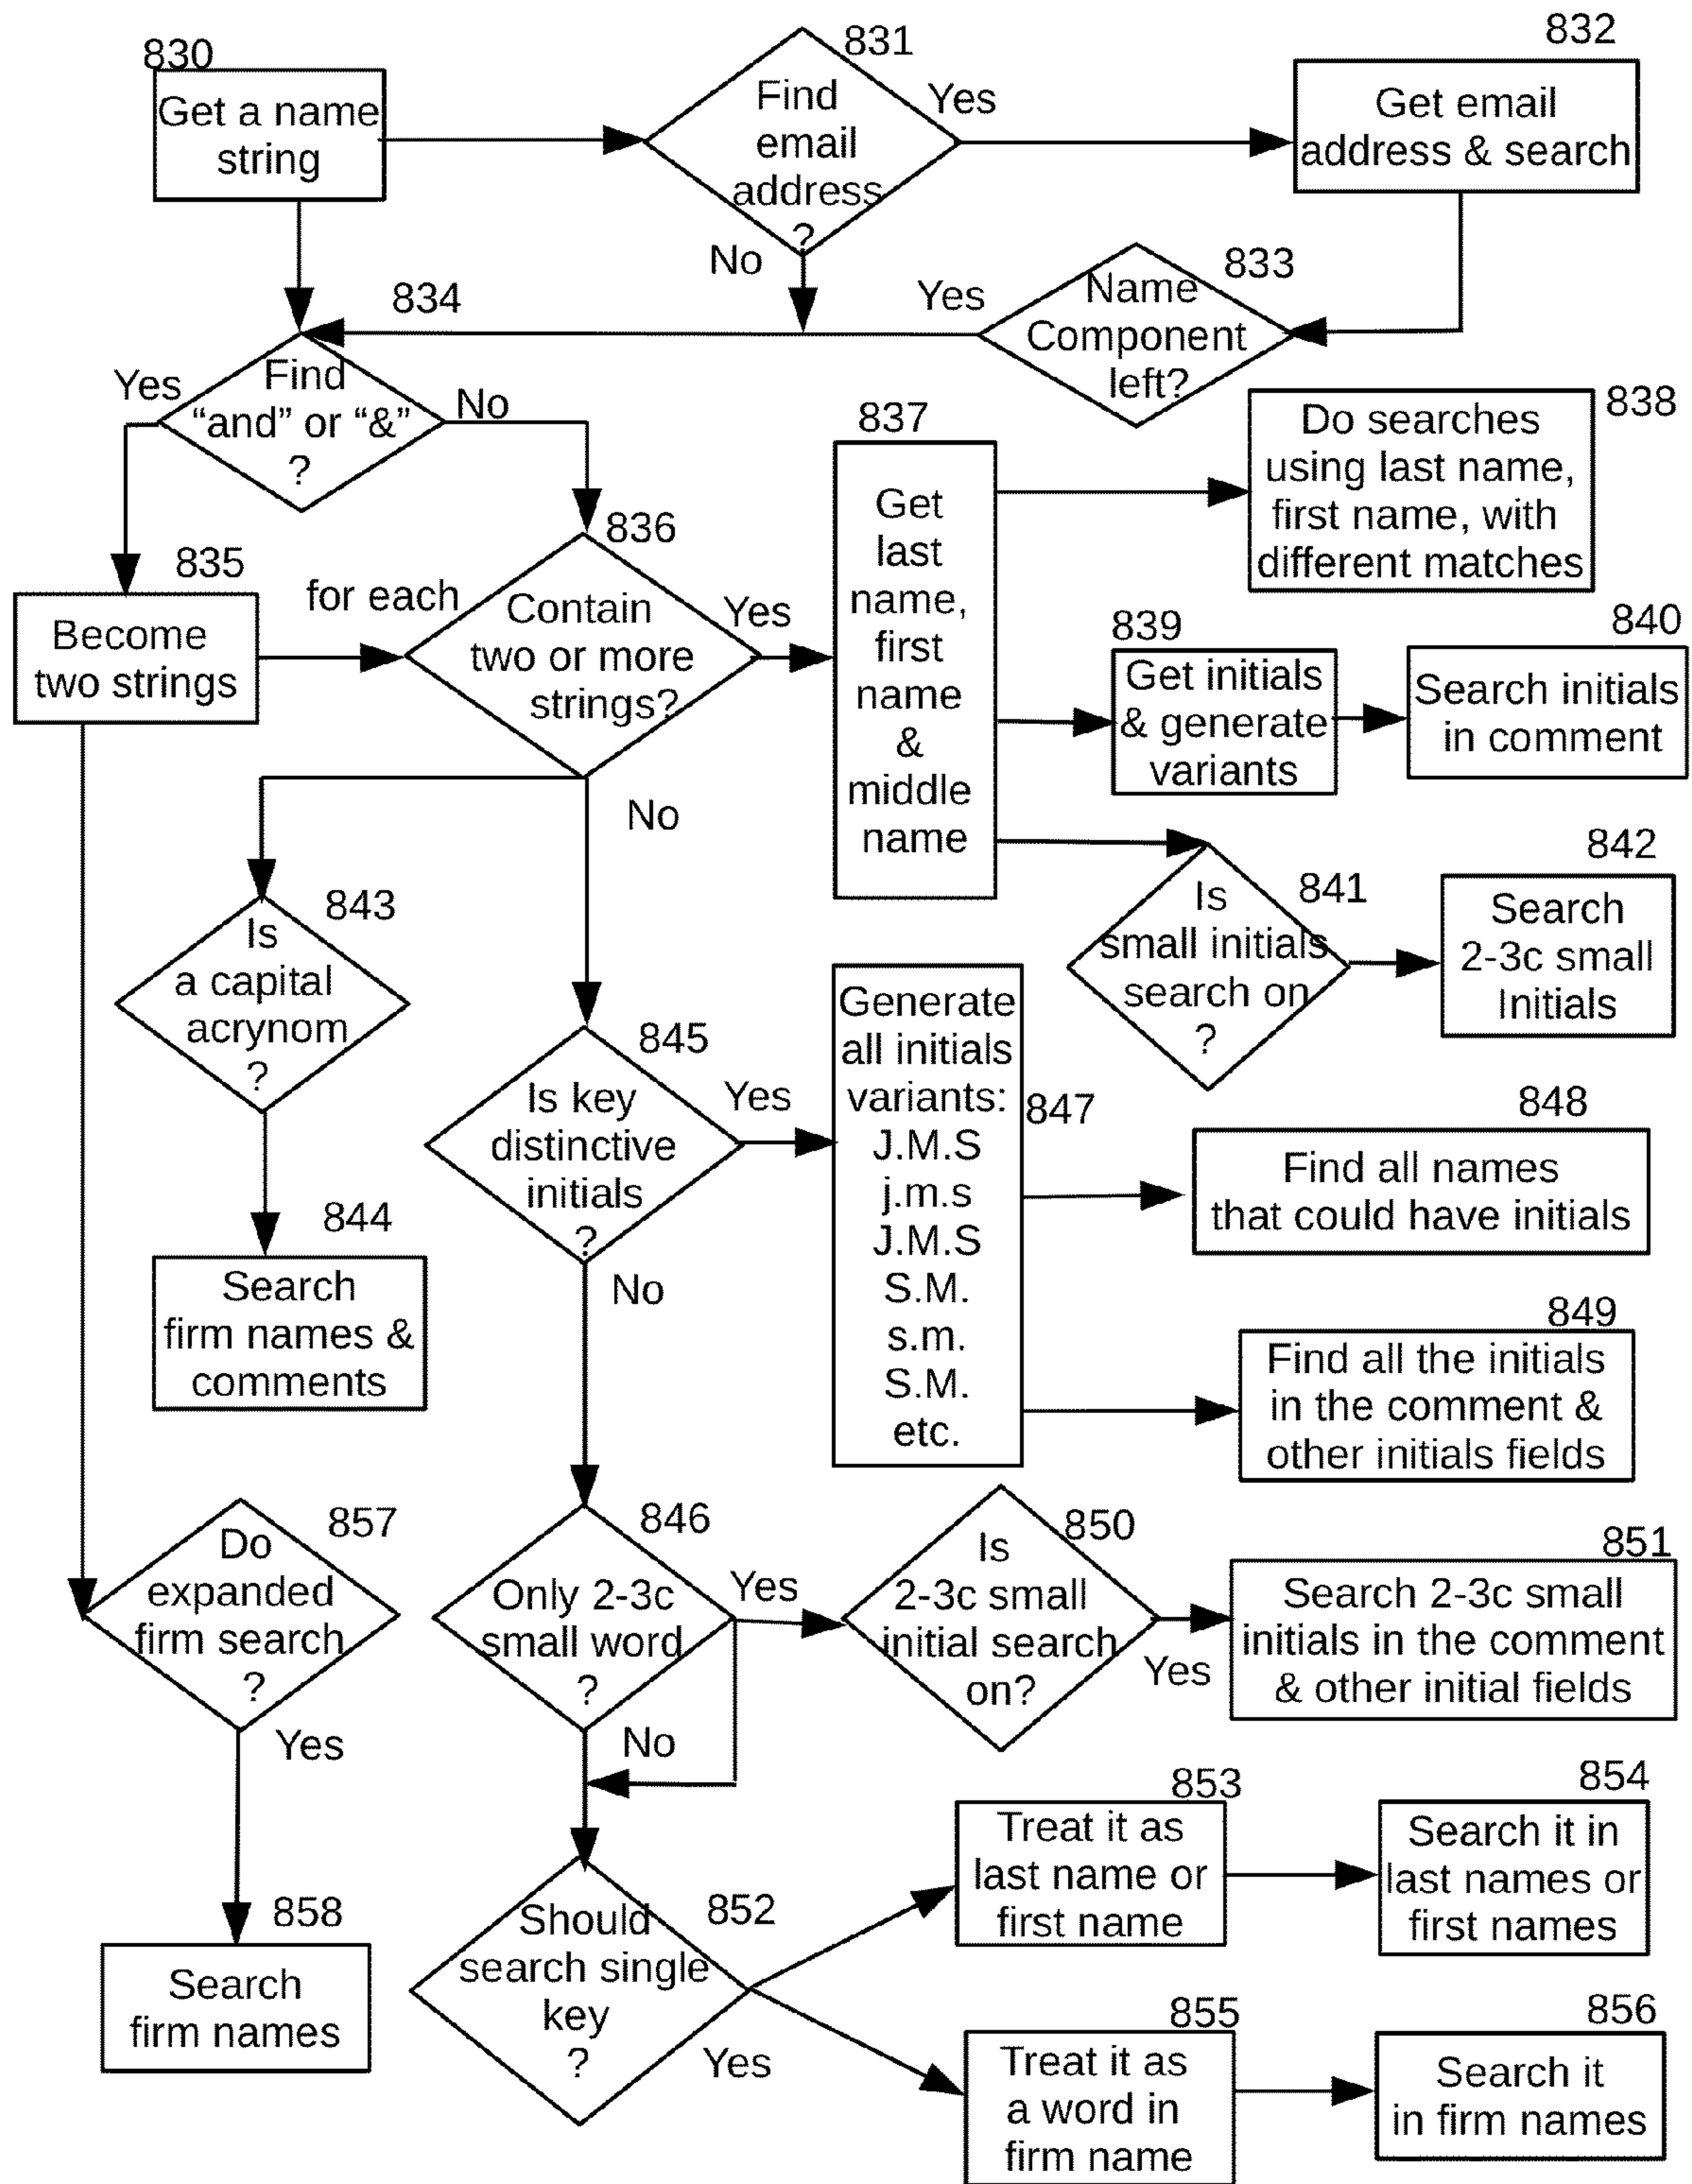 830
Get a name
string
831
Find
email
address
?
Yes
No
832
Get email
address & search
833
Name
Component
left?
Yes
834
Find
“and” or “&”
?
Yes
No
835
Become
two strings
for each
836
Contain
two or more
strings?
Yes
No
837
Get
last
name,
first
name
&
middle
name
838
Do searches
using last name,
first name, with
different matches
839
Get initials
& generate
variants
840
Search initials
in comment
841
Is
small initials
search on
?
842
Search
2-3c small
Initials
843
Is
a capital
acrynom
?
844
Search
firm names &
comments
845
Is key
distinctive
initials
?
Yes
No
Generate
all initials
variants:
J.M.S
j.m.s
J.M.S
S.M.
s.m.
S.M.
etc.
847
848
Find all names
that could have initials
849
Find all the initials
in the comment &
other initials fields
857
Do
expanded
firm search
?
Yes
846
Only 2-3c
small word
?
Yes
No
850
Is
2-3c small
initial search
on?
Yes
851
Search 2-3c small
initials in the comment
& other initial fields
858
Search
firm names
852
Should
search single
key
?
Yes
853
Treat it as
last name or
first name
854
Search it in
last names or
first names
855
Treat it as
a word in
firm name
856
Search it
in firm names